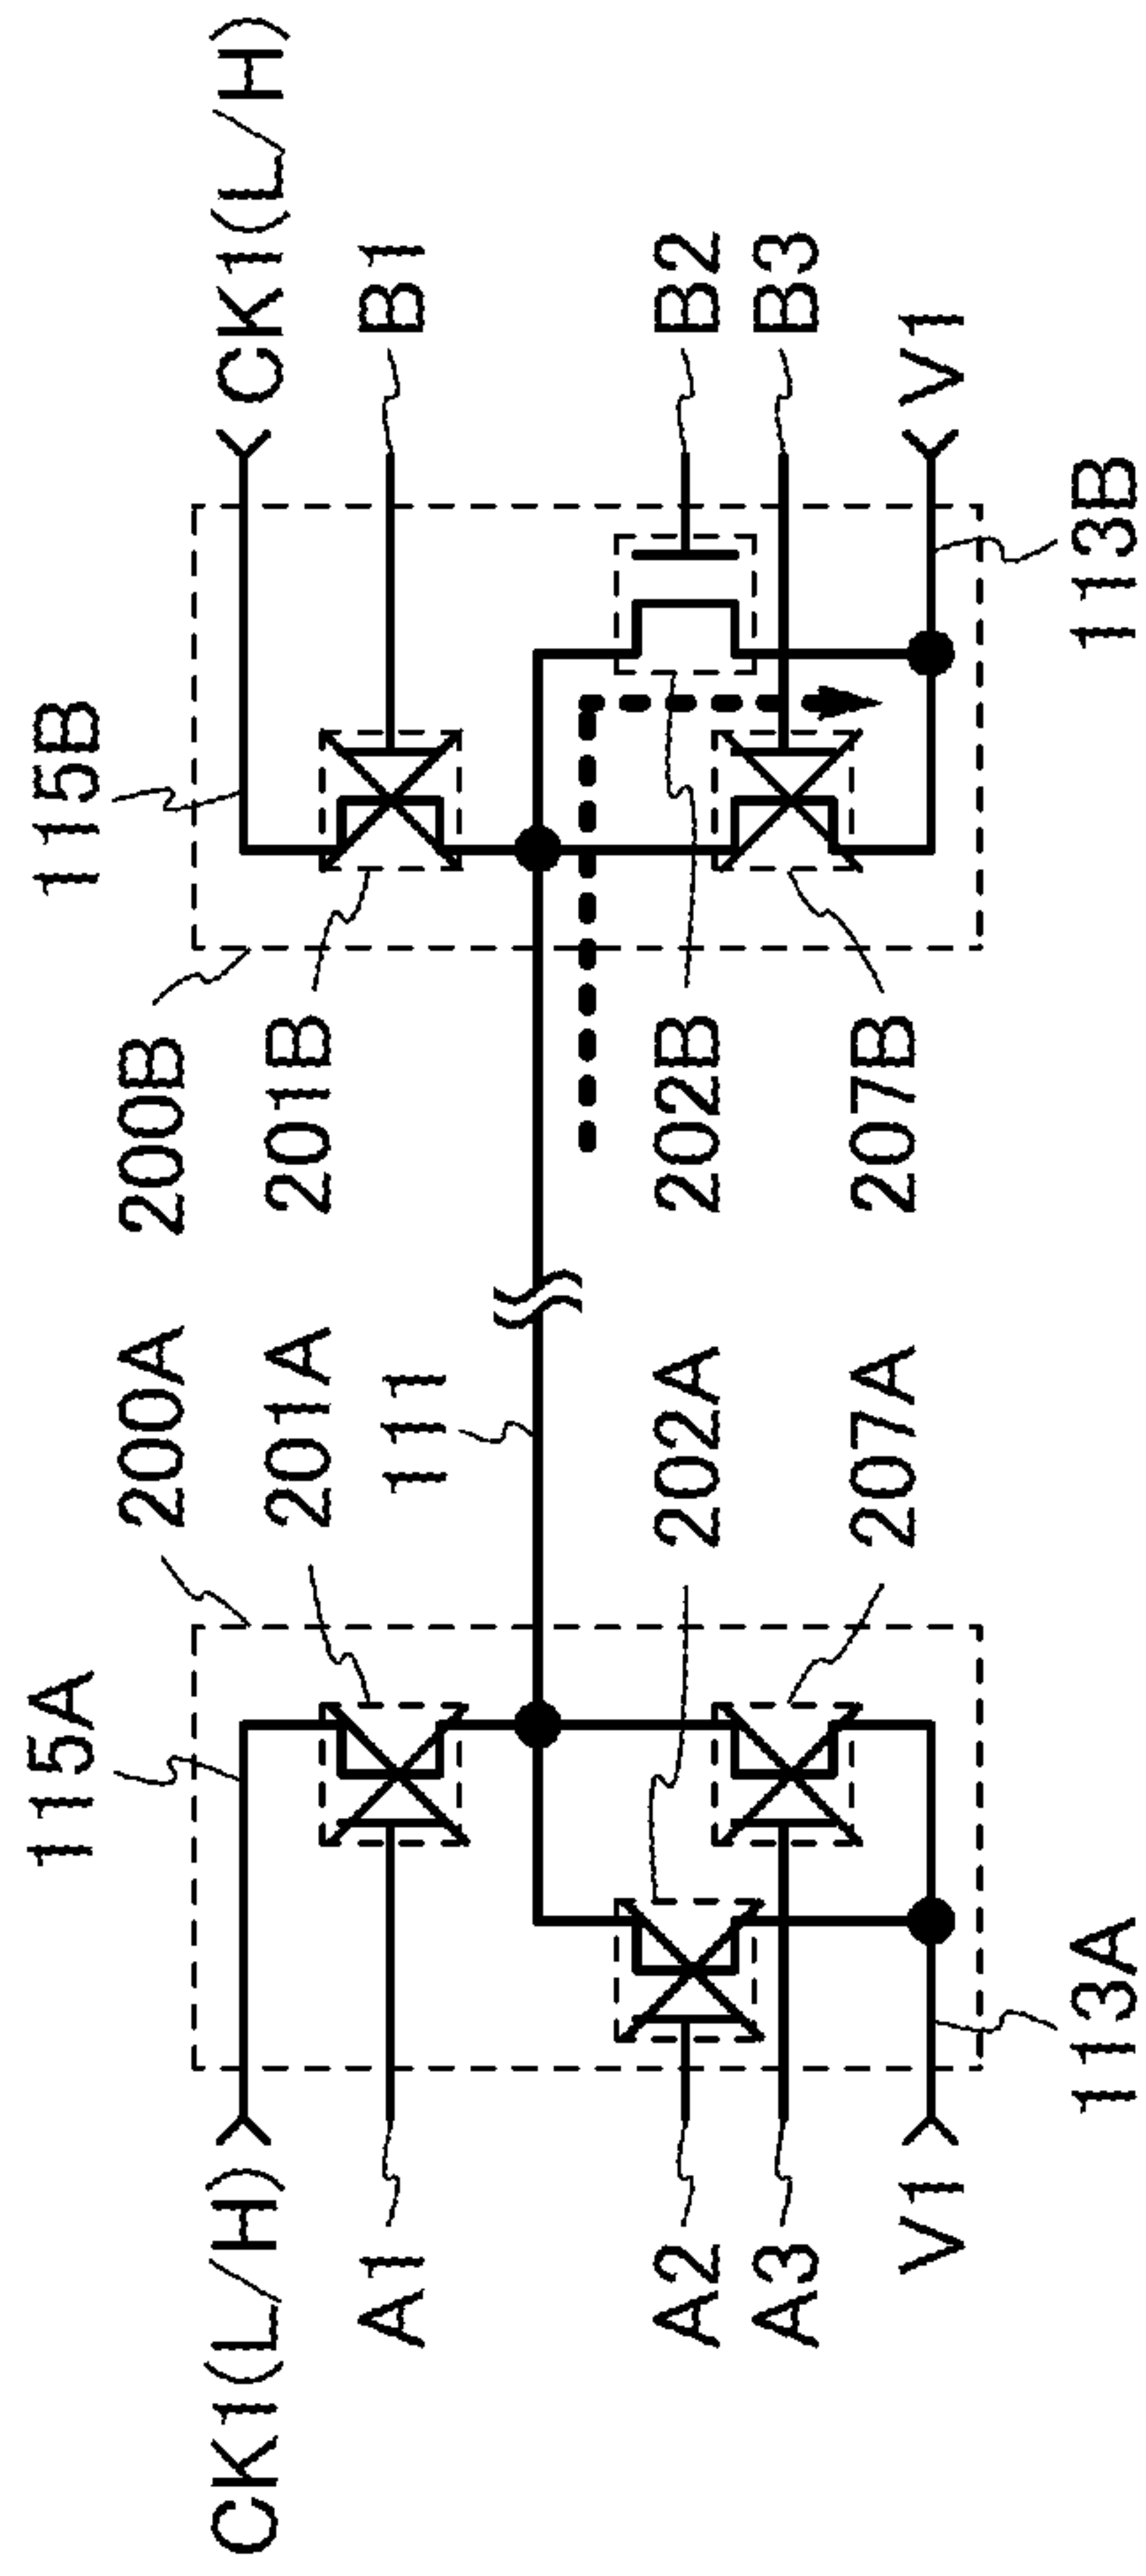 115A
200A
200B
115B
CK1(L/H)
CK1(L/H)
201A
201B
A1
111
B1
A2
202A
202B
B2
A3
B3
207A
207B
V1
V1
113A
113B